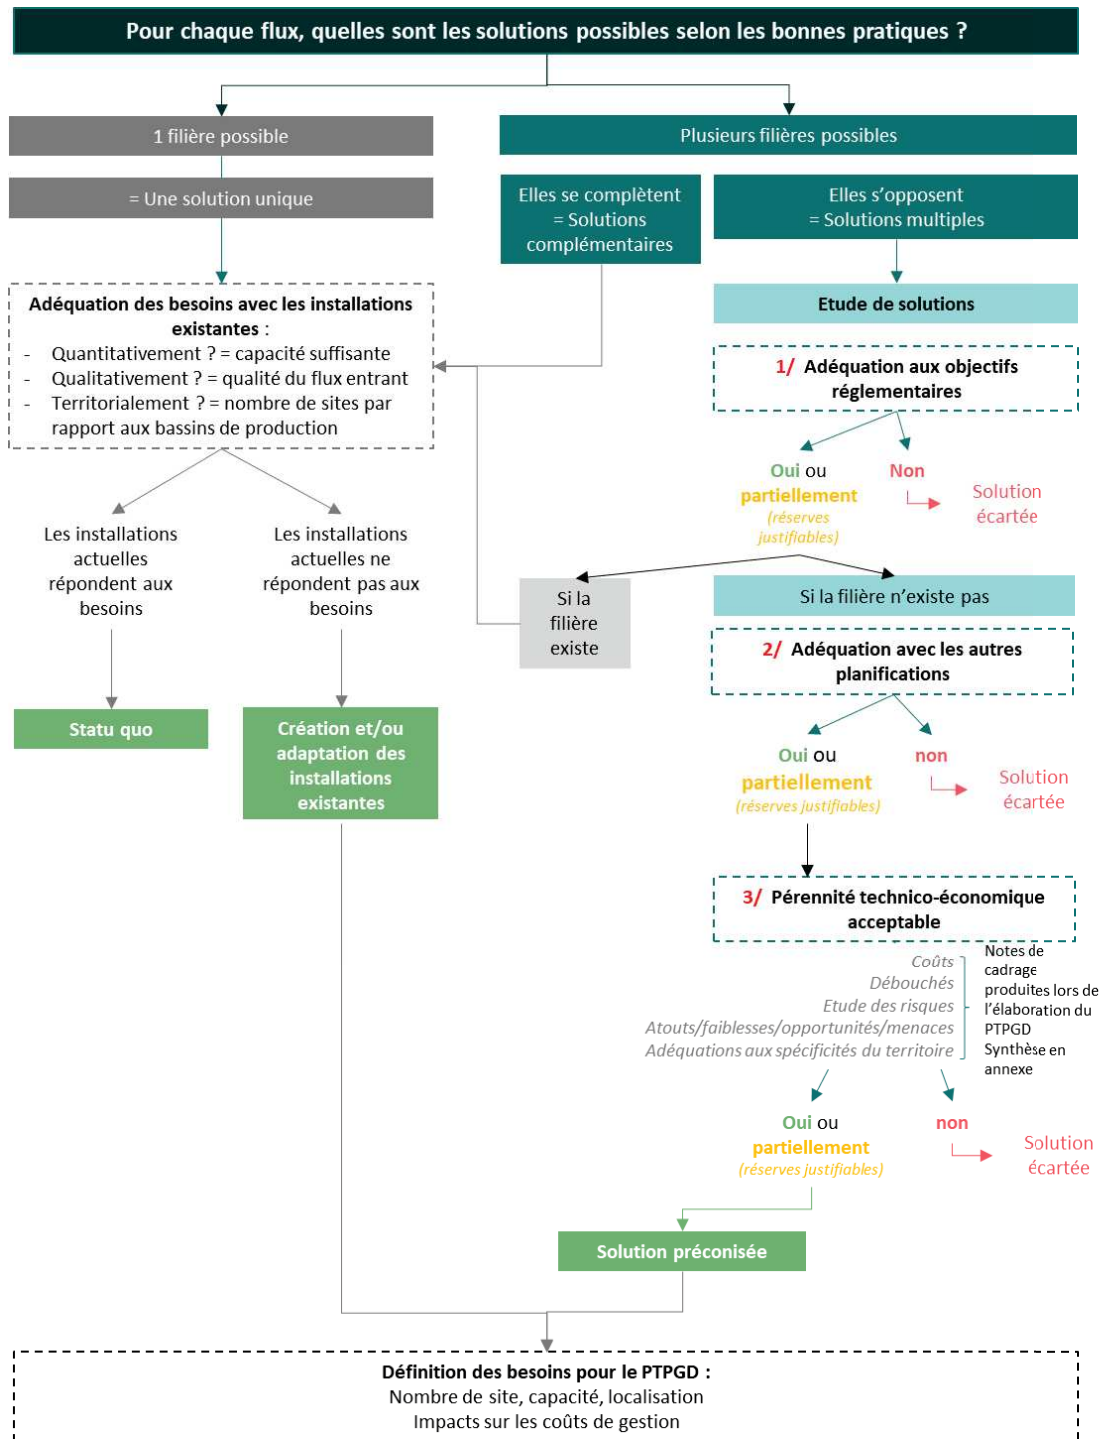 Pour chaque flux, quelles sont les solutions possibles selon les bonnes pratiques ?
1 filière possible
= Une solution unique
Plusieurs filières possibles
Elles se complètent
= Solutions
complémentaires
Elles s'opposent
= Solutions multiples
Adéquation des besoins avec les installations
existantes :
- Quantitativement ? = capacité suffisante
- Qualitativement ? = qualité du flux entrant
- Territorialement ? = nombre de sites par
rapport aux bassins de production
Etude de solutions
1/ Adéquation aux objectifs
réglementaires
Oui ou
partiellement
(réserves
justifiables)
Non
Solution
écartée
Les installations
actuelles
répondent aux
besoins
Les installations
actuelles ne
répondent pas aux
besoins
Si la
filière
existe
Si la filière n'existe pas
2/ Adéquation avec les autres
planifications
Statu quo
Création et/ou
adaptation des
installations
existantes
Oui ou
partiellement
(réserves justifiables)
non
Solution
écartée
3/ Pérennité technico-économique
acceptable
Coûts
Débouchés
Etude des risques
Atouts/faiblesses/opportunités/menaces
Adéquations aux spécificités du territoire
Notes de
cadrage
produites lors de
l'élaboration du
PTPGD
Synthèse en
annexe
Oui ou
partiellement
(réserves justifiables)
non
Solution
écartée
Solution préconisée
Définition des besoins pour le PTPGD :
Nombre de site, capacité, localisation
Impacts sur les coûts de gestion